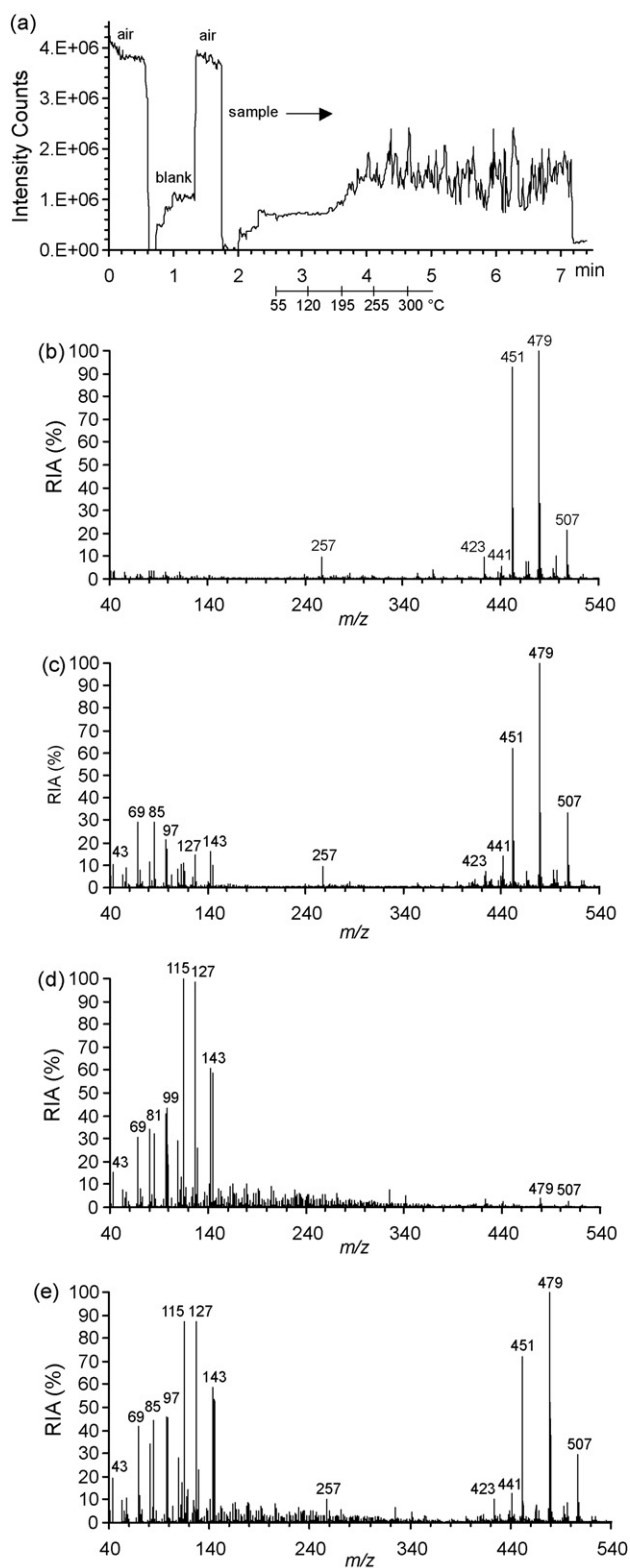 (a)
air air
4.E+06
3.E+06
2.E+06
1.E+06
0.E+00
Intensity Counts
sample
blank
0 1 2 3 4 5 6 7 min
55 120 195 255 300 °C
(b)
100
90
80
70
60
50
40
30
20
10
0
RIA (%)
479
451
257
423
441
507
40 140 240 340 440 540
m/z
(c)
100
90
80
70
60
50
40
30
20
10
0
RIA (%)
479
451
507
69 85
97
43
127 143
257
423
441
40 140 240 340 440 540
m/z
(d)
100
90
80
70
60
50
40
30
20
10
0
RIA (%)
115 127
143
99
81
69
43
479 507
40 140 240 340 440 540
m/z
(e)
100
90
80
70
60
50
40
30
20
10
0
RIA (%)
479
115 127
451
143
69 85 97
507
43
257
423 441
40 140 240 340 440 540
m/z